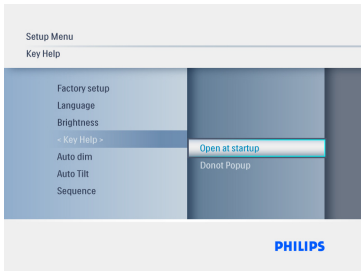 Setup Menu
Key Help
Factory setup
Language
Brightness
< Key Help >
Auto dim
Auto Tilt
Sequence
Open at startup
Donot Popup
PHILIPS